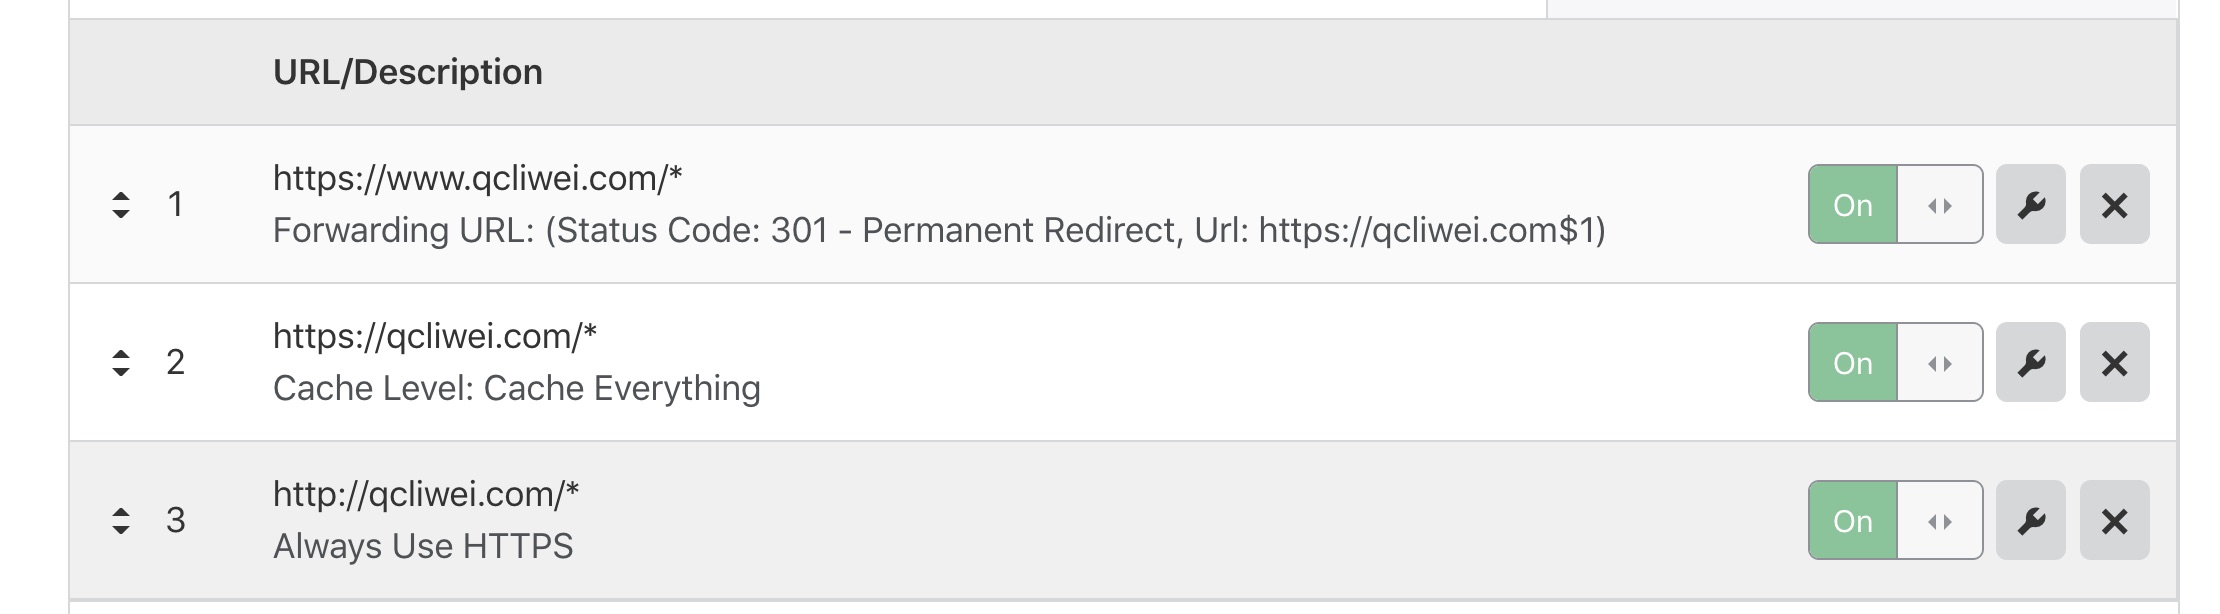 URL/Description
1
https://www.qcliwei.com/*
Forwarding URL: (Status Code: 301 - Permanent Redirect, Url: https://qcliwei.com$1)
On
2
https://qcliwei.com/*
Cache Level: Cache Everything
On
3
http://qcliwei.com/*
Always Use HTTPS
On